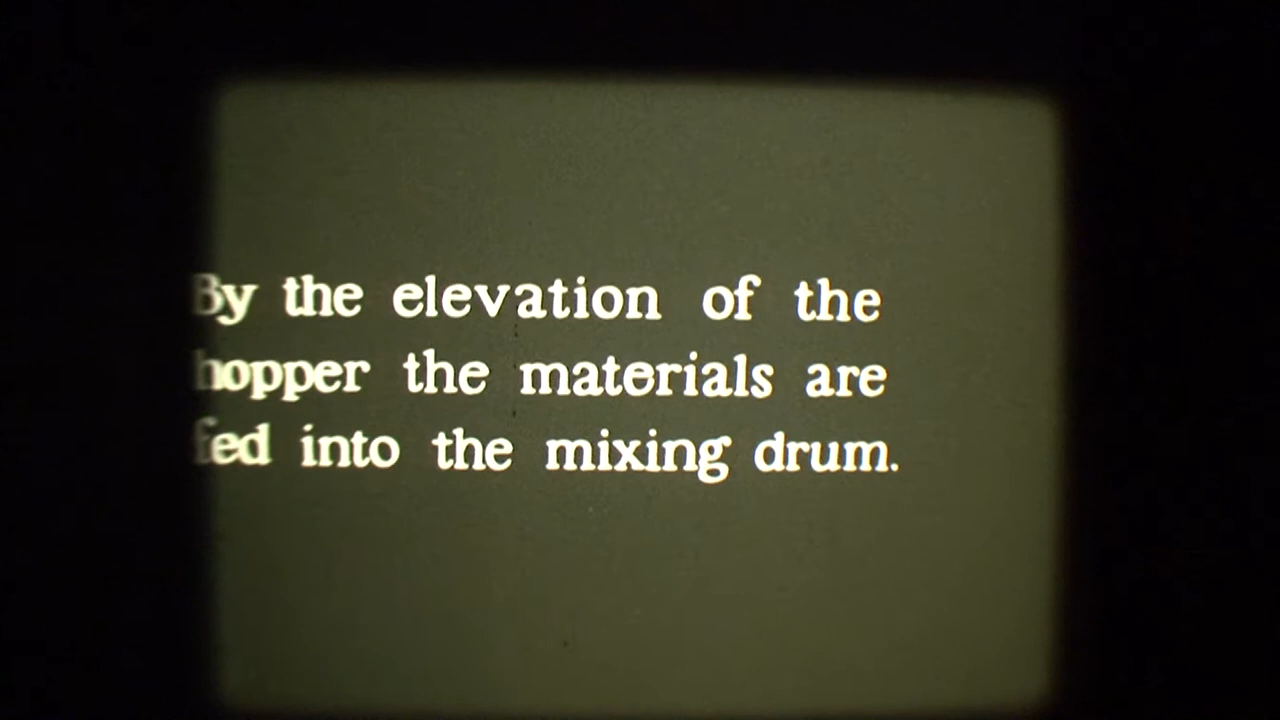 By the elevation of the
hopper the materials are
fed into the mixing drum.